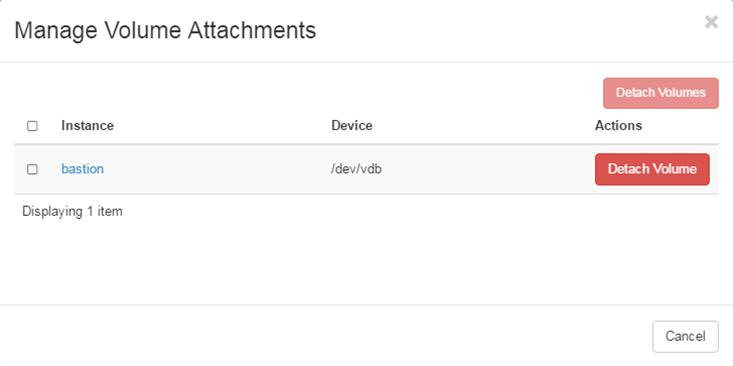 Manage Volume Attachments
×
Detach Volumes
Instance Device Actions
bastion /dev/vdb Detach Volume
Displaying 1 item
Cancel